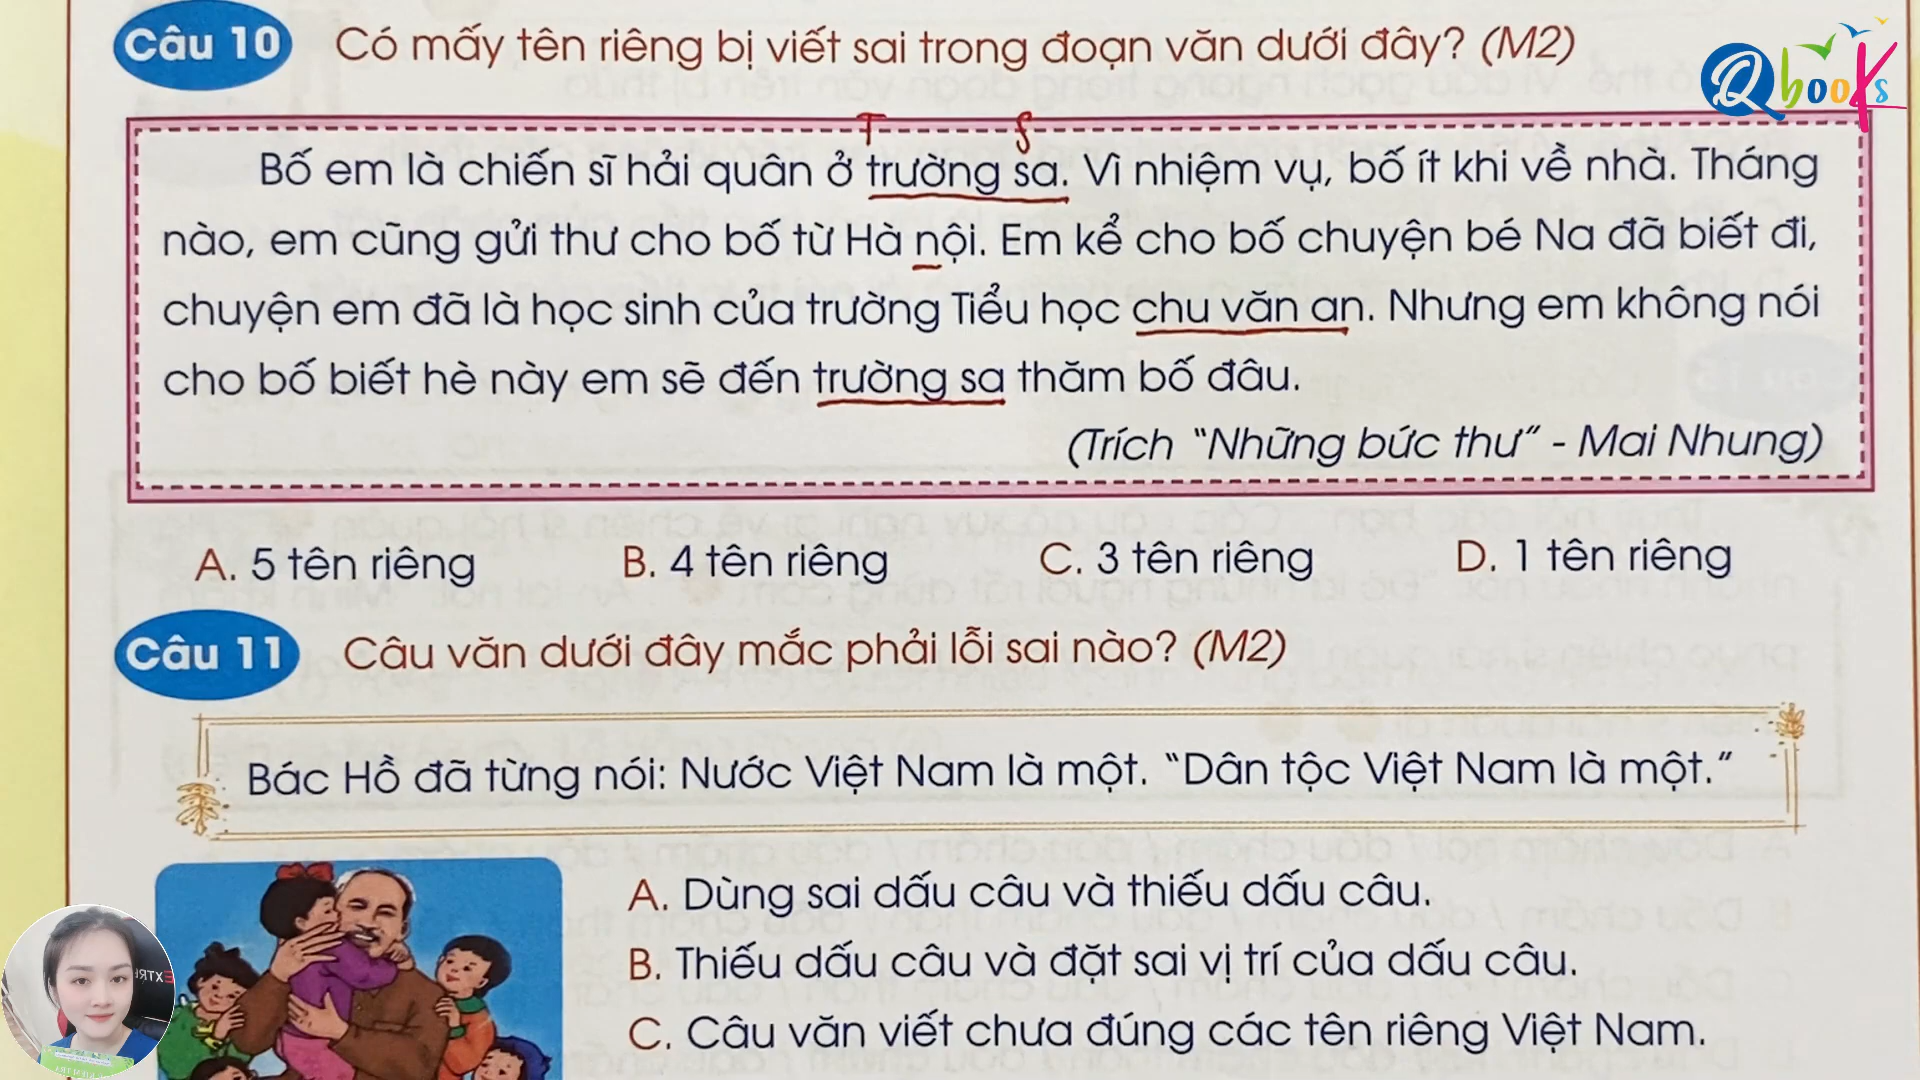 Câu 10 Có mấy tên riêng bị viết sai trong đoạn văn dưới đây? (M2)
Qbooks
T S
Bố em là chiến sĩ hải quân ở trường sa. Vì nhiệm vụ, bố ít khi về nhà. Tháng
nào, em cũng gửi thư cho bố từ Hà nội. Em kể cho bố chuyện bé Na đã biết đi,
chuyện em đã là học sinh của trường Tiểu học chu văn an. Nhưng em không nói
cho bố biết hè này em sẽ đến trường sa thăm bố đâu.
(Trích “Những bức thư” - Mai Nhung)
A. 5 tên riêng B. 4 tên riêng C. 3 tên riêng D. 1 tên riêng
Câu 11 Câu văn dưới đây mắc phải lỗi sai nào? (M2)
Bác Hồ đã từng nói: Nước Việt Nam là một. “Dân tộc Việt Nam là một.”
A. Dùng sai dấu câu và thiếu dấu câu.
B. Thiếu dấu câu và đặt sai vị trí của dấu câu.
C. Câu văn viết chưa đúng các tên riêng Việt Nam.